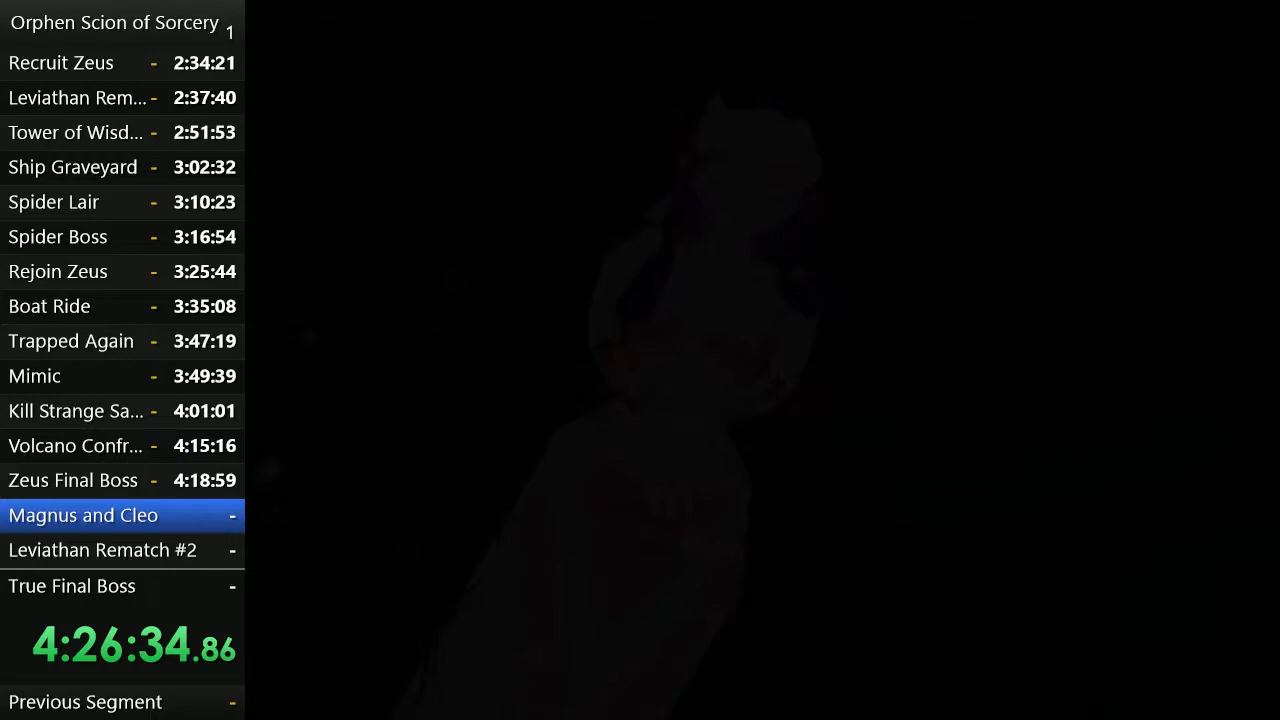 Orphen Scion of Sorcery 1
Recruit Zeus - 2:34:21
Leviathan Rem... - 2:37:40
Tower of Wisd... - 2:51:53
Ship Graveyard - 3:02:32
Spider Lair - 3:10:23
Spider Boss - 3:16:54
Rejoin Zeus - 3:25:44
Boat Ride - 3:35:08
Trapped Again - 3:47:19
Mimic - 3:49:39
Kill Strange Sa... - 4:01:01
Volcano Confr... - 4:15:16
Zeus Final Boss - 4:18:59
Magnus and Cleo -
Leviathan Rematch #2 -
True Final Boss -
4:26:34.86
Previous Segment -